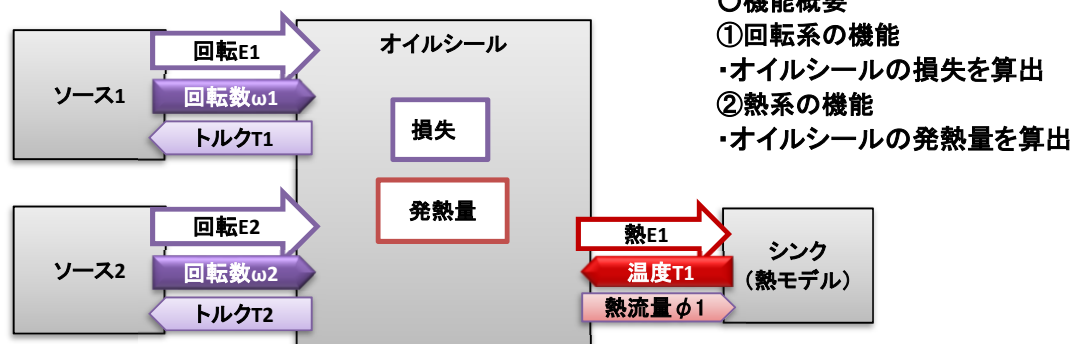 〇機能概要
①回転系の機能
・オイルシールの損失を算出
②熱系の機能
・オイルシールの発熱量を算出
オイルシール
ソース1
回転E1
回転数ω1
トルクT1
損失
発熱量
ソース2
回転E2
回転数ω2
トルクT2
熱E1
温度T1
熱流量φ1
シンク
(熱モデル)